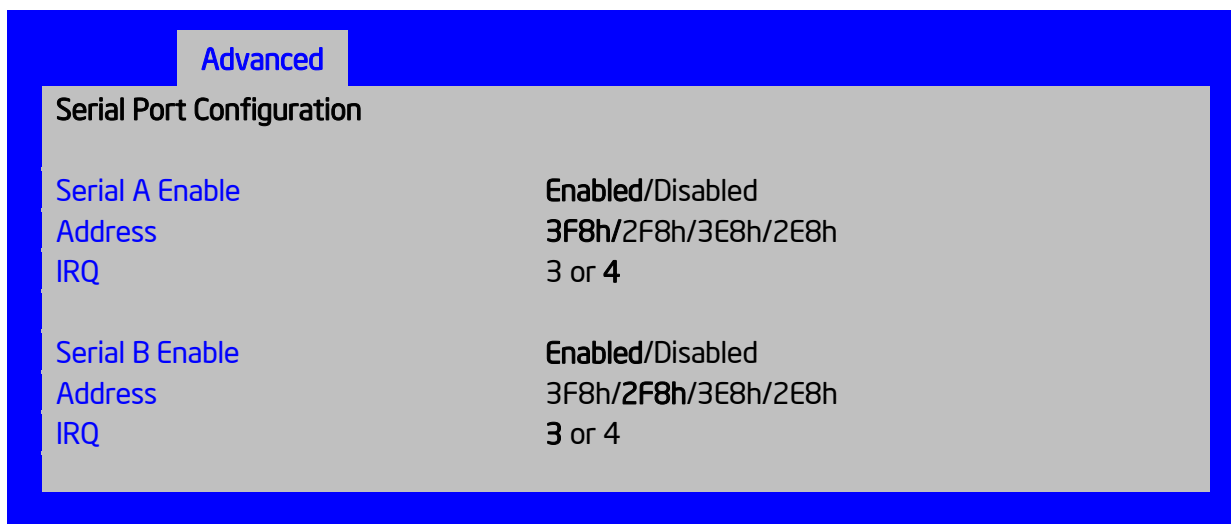 Advanced
Serial Port Configuration
Serial A Enable Enabled/Disabled
Address 3F8h/2F8h/3E8h/2E8h
IRQ 3 or 4
Serial B Enable Enabled/Disabled
Address 3F8h/2F8h/3E8h/2E8h
IRQ 3 or 4